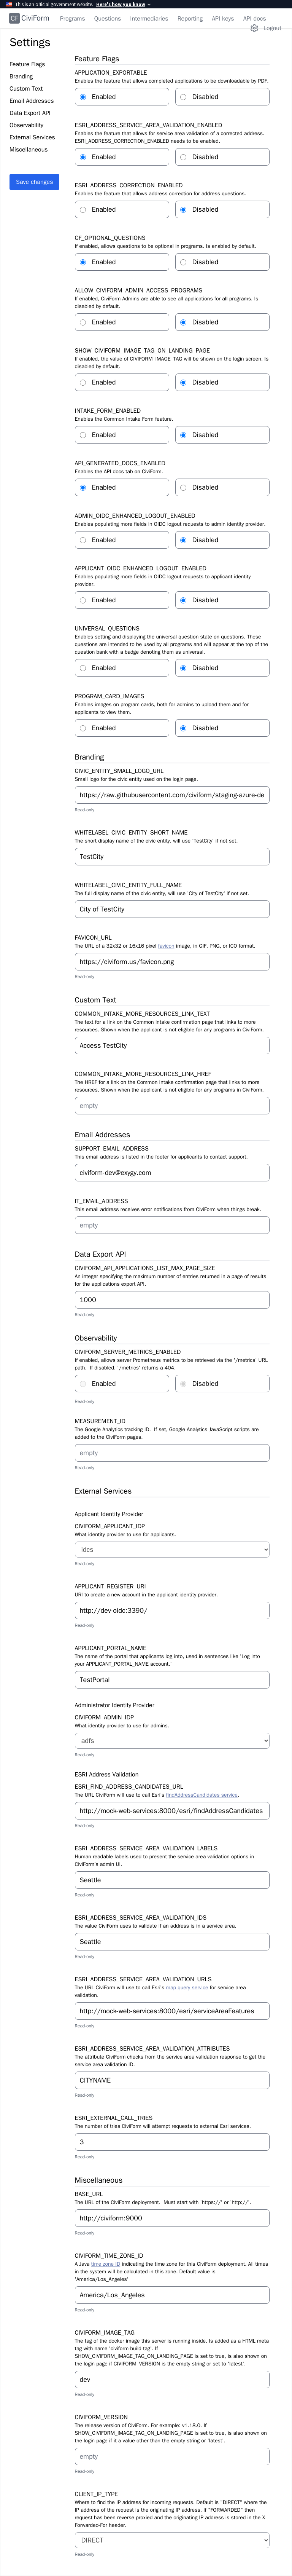 This is an official government website. Here's how you know
CF CiviForm Programs Questions Intermediaries Reporting API keys API docs
Logout
Settings
Feature Flags
Branding
Custom Text
Email Addresses
Data Export API
Observability
External Services
Miscellaneous
Save changes
Feature Flags
APPLICATION_EXPORTABLE
Enables the feature that allows completed applications to be downloadable by PDF.
Enabled Disabled
ESRI_ADDRESS_SERVICE_AREA_VALIDATION_ENABLED
Enables the feature that allows for service area validation of a corrected address.
ESRI_ADDRESS_CORRECTION_ENABLED needs to be enabled.
Enabled Disabled
ESRI_ADDRESS_CORRECTION_ENABLED
Enables the feature that allows address correction for address questions.
Enabled Disabled
CF_OPTIONAL_QUESTIONS
If enabled, allows questions to be optional in programs. Is enabled by default.
Enabled Disabled
ALLOW_CIVIFORM_ADMIN_ACCESS_PROGRAMS
If enabled, CiviForm Admins are able to see all applications for all programs. Is
disabled by default.
Enabled Disabled
SHOW_CIVIFORM_IMAGE_TAG_ON_LANDING_PAGE
If enabled, the value of CIVIFORM_IMAGE_TAG will be shown on the login screen. Is
disabled by default.
Enabled Disabled
INTAKE_FORM_ENABLED
Enables the Common Intake Form feature.
Enabled Disabled
API_GENERATED_DOCS_ENABLED
Enables the API docs tab on CiviForm.
Enabled Disabled
ADMIN_OIDC_ENHANCED_LOGOUT_ENABLED
Enables populating more fields in OIDC logout requests to admin identity provider.
Enabled Disabled
APPLICANT_OIDC_ENHANCED_LOGOUT_ENABLED
Enables populating more fields in OIDC logout requests to applicant identity
provider.
Enabled Disabled
UNIVERSAL_QUESTIONS
Enables setting and displaying the universal question state on questions. These
questions are intended to be used by all programs and will appear at the top of the
question bank with a badge denoting them as universal.
Enabled Disabled
PROGRAM_CARD_IMAGES
Enables images on program cards, both for admins to upload them and for
applicants to view them.
Enabled Disabled
Branding
CIVIC_ENTITY_SMALL_LOGO_URL
Small logo for the civic entity used on the login page.
https://raw.githubusercontent.com/civiform/staging-azure-de
Read only
WHITELABEL_CIVIC_ENTITY_SHORT_NAME
The short display name of the civic entity, will use 'TestCity' if not set.
TestCity
WHITELABEL_CIVIC_ENTITY_FULL_NAME
The full display name of the civic entity, will use 'City of TestCity' if not set.
City of TestCity
FAVICON_URL
The URL of a 32x32 or 16x16 pixel favicon image, in GIF, PNG, or ICO format.
https://civiform.us/favicon.png
Read only
Custom Text
COMMON_INTAKE_MORE_RESOURCES_LINK_TEXT
The text for a link on the Common Intake confirmation page that links to more
resources. Shown when the applicant is not eligible for any programs in CiviForm.
Access TestCity
COMMON_INTAKE_MORE_RESOURCES_LINK_HREF
The HREF for a link on the Common Intake confirmation page that links to more
resources. Shown when the applicant is not eligible for any programs in CiviForm.
empty
Email Addresses
SUPPORT_EMAIL_ADDRESS
This email address is listed in the footer for applicants to contact support.
civiform-dev@exygy.com
IT_EMAIL_ADDRESS
This email address receives error notifications from CiviForm when things break.
empty
Data Export API
CIVIFORM_API_APPLICATIONS_LIST_MAX_PAGE_SIZE
An integer specifying the maximum number of entries returned in a page of results
for the applications export API.
1000
Read only
Observability
CIVIFORM_SERVER_METRICS_ENABLED
If enabled, allows server Prometheus metrics to be retrieved via the '/metrics' URL
path. If disabled, '/metrics' returns a 404.
Enabled Disabled
Read only
MEASUREMENT_ID
The Google Analytics tracking ID. If set, Google Analytics JavaScript scripts are
added to the CiviForm pages.
empty
Read only
External Services
Applicant Identity Provider
CIVIFORM_APPLICANT_IDP
What identity provider to use for applicants.
idcs
Read only
APPLICANT_REGISTER_URI
URI to create a new account in the applicant identity provider.
http://dev-oidc:3390/
Read only
APPLICANT_PORTAL_NAME
The name of the portal that applicants log into, used in sentences like 'Log into
your APPLICANT_PORTAL_NAME account.'
TestPortal
Administrator Identity Provider
CIVIFORM_ADMIN_IDP
What identity provider to use for admins.
adfs
Read only
ESRI Address Validation
ESRI_FIND_ADDRESS_CANDIDATES_URL
The URL CiviForm will use to call Esri's findAddressCandidates service.
http://mock-web-services:8000/esri/findAddressCandidates
Read only
ESRI_ADDRESS_SERVICE_AREA_VALIDATION_LABELS
Human readable labels used to present the service area validation options in
CiviForm's admin UI.
Seattle
Read only
ESRI_ADDRESS_SERVICE_AREA_VALIDATION_IDS
The value CiviForm uses to validate if an address is in a service area.
Seattle
Read only
ESRI_ADDRESS_SERVICE_AREA_VALIDATION_URLS
The URL CiviForm will use to call Esri's map query service for service area
validation.
http://mock-web-services:8000/esri/serviceAreaFeatures
Read only
ESRI_ADDRESS_SERVICE_AREA_VALIDATION_ATTRIBUTES
The attribute CiviForm checks from the service area validation response to get the
service area validation ID.
CITYNAME
Read only
ESRI_EXTERNAL_CALL_TRIES
The number of tries CiviForm will attempt requests to external Esri services.
3
Read only
Miscellaneous
BASE_URL
The URL of the CiviForm deployment. Must start with "https://" or "http://".
http://civiform:9000
Read only
CIVIFORM_TIME_ZONE_ID
A Java time zone ID indicating the time zone for this CiviForm deployment. All times
in the system will be calculated in this zone. Default value is
'America/Los_Angeles'
America/Los_Angeles
Read only
CIVIFORM_IMAGE_TAG
The tag of the docker image this server is running inside. Is added as a HTML meta
tag with name "civiform-build-tag". If
SHOW_CIVIFORM_IMAGE_TAG_ON_LANDING_PAGE is set to true, is also shown on
the login page if CIVIFORM_VERSION is the empty string or set to 'latest'.
dev
Read only
CIVIFORM_VERSION
The release version of CiviForm. For example: v1.18.0. If
SHOW_CIVIFORM_IMAGE_TAG_ON_LANDING_PAGE is set to true, is also shown on
the login page if it a value other than the empty string or 'latest'.
empty
Read only
CLIENT_IP_TYPE
Where to find the IP address for incoming requests. Default is "DIRECT" where the
IP address of the request is the originating IP address. If "FORWARDED" then
request has been reverse proxied and the originating IP address is stored in the X-
Forwarded-For header.
DIRECT
Read only